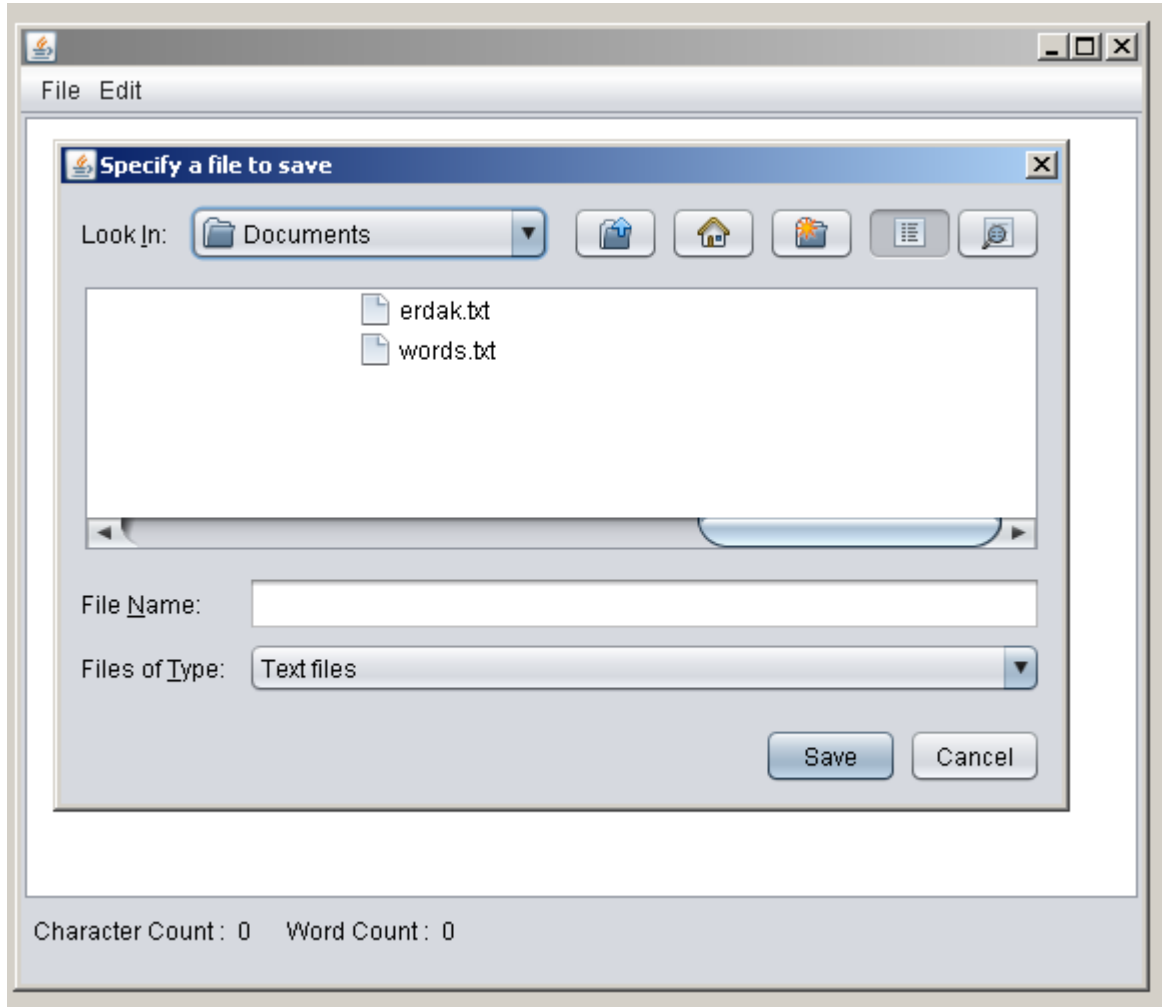 File Edit
Specify a file to save
Look In: Documents
erdak.txt
words.txt
File Name:
Files of Type: Text files
Save Cancel
Character Count : 0 Word Count : 0